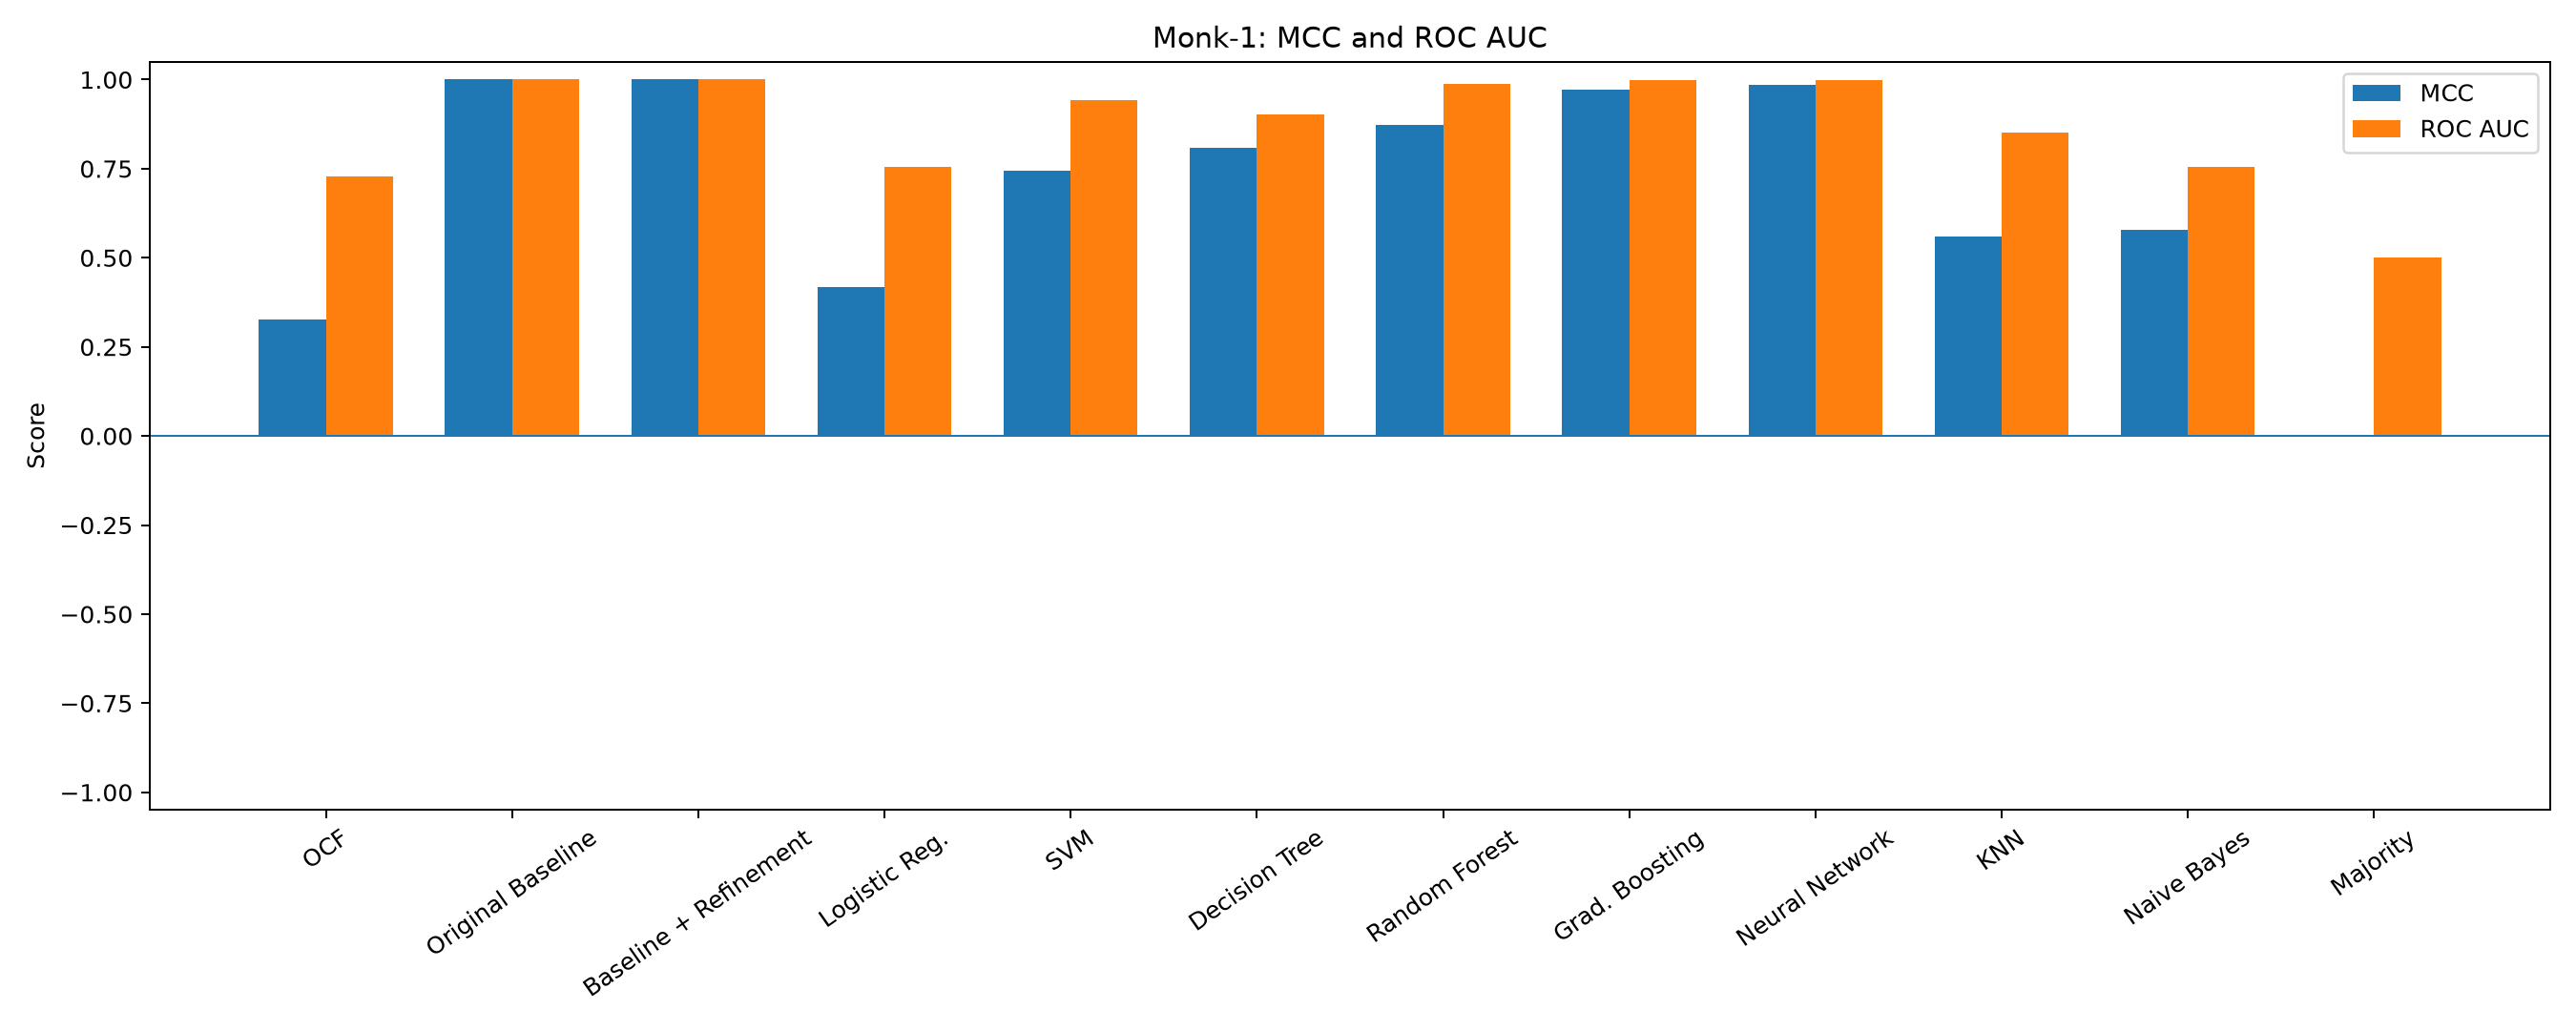 Monk-1: MCC and ROC AUC
MCC
ROC AUC
Score
1.00
0.75
0.50
0.25
0.00
−0.25
−0.50
−0.75
−1.00
OCF
Original Baseline
Baseline + Refinement
Logistic Reg.
SVM
Decision Tree
Random Forest
Grad. Boosting
Neural Network
KNN
Naive Bayes
Majority